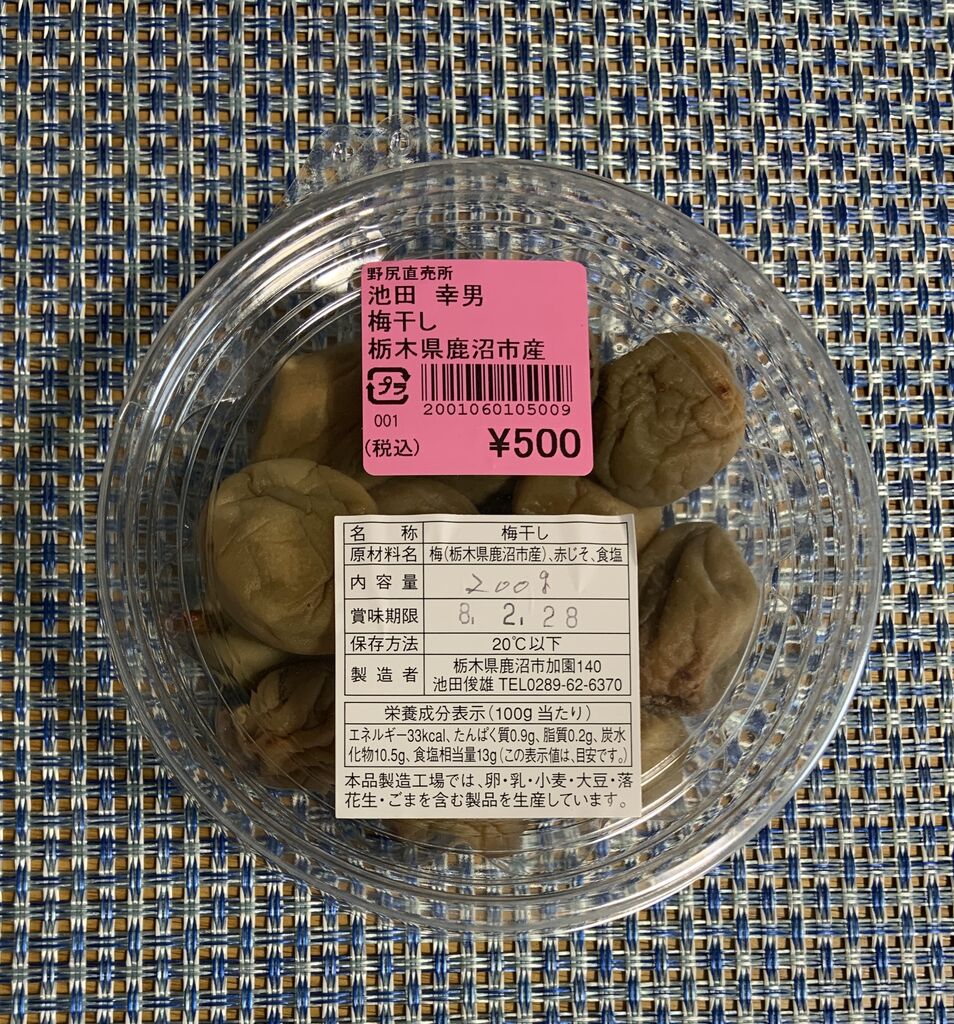 野尻直売所
池田 幸男
梅干し
栃木県鹿沼市産
プラ
2001060105009
001
(税込) ¥500
名称 梅干し
原材料名 梅(栃木県鹿沼市産)、赤じそ、食塩
内容量 200g
賞味期限 8. 2. 28
保存方法 20℃以下
製造者 栃木県鹿沼市加園140
池田俊雄 TEL0289-62-6370
栄養成分表示(100g当たり)
エネルギー33kcal、たんぱく質0.9g、脂質0.2g、炭水
化物10.5g、食塩相当量13g(この表示値は、目安です。)
本品製造工場では、卵・乳・小麦・大豆・落
花生・ごまを含む製品を生産しています。